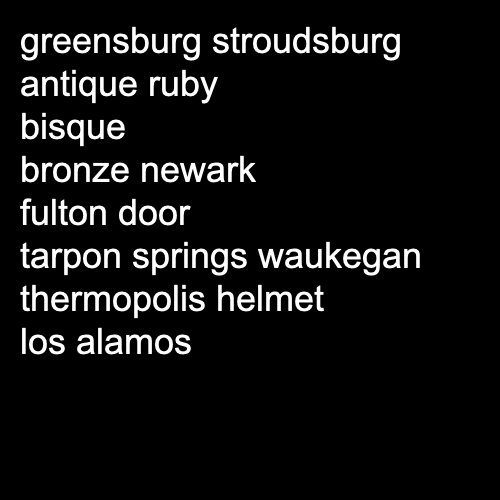 greensburg stroudsburg
antique ruby
bisque
bronze newark
fulton door
tarpon springs waukegan
thermopolis helmet
los alamos